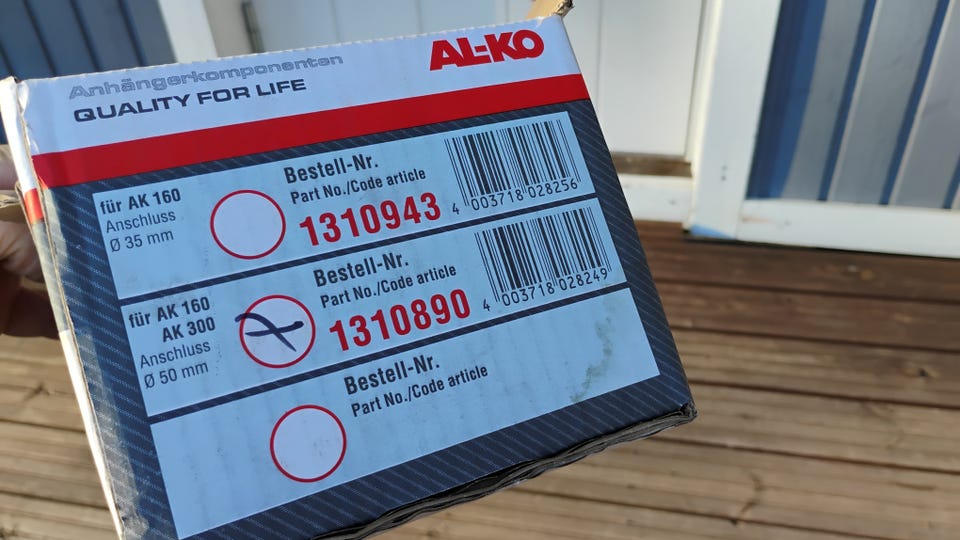 AL-KO
Anhängerkomponenten
QUALITY FOR LIFE
für AK 160
Anschluss
Ø 35 mm
Bestell-Nr.
Part No./Code article
1310943
4 003718 028256
für AK 160
AK 300
Anschluss
Ø 50 mm
Bestell-Nr.
Part No./Code article
1310890
4 003718 028249
Bestell-Nr.
Part No./Code article